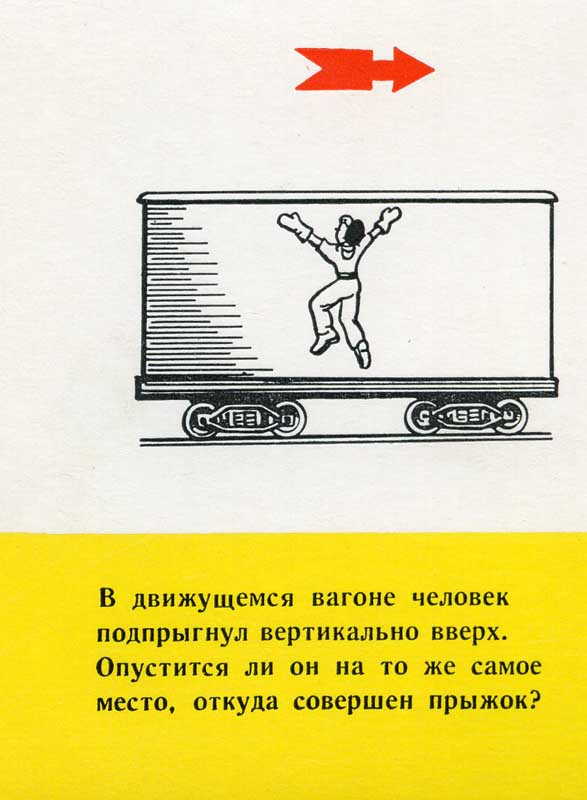 В движущемся вагоне человек
подпрыгнул вертикально вверх.
Опустится ли он на то же самое
место, откуда совершен прыжок?